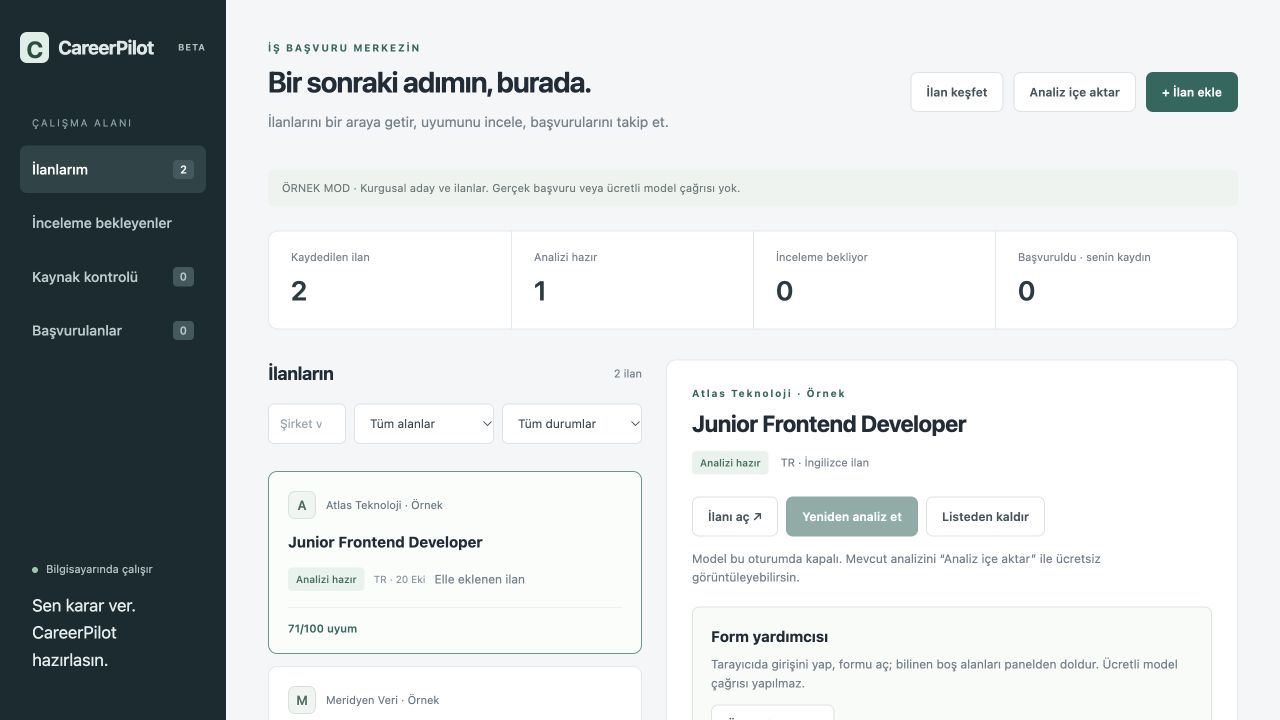 C CareerPilot BETA
ÇALIŞMA ALANI
İlanlarım 2
İnceleme bekleyenler
Kaynak kontrolü 0
Başvurulanlar 0
Bilgisayarında çalışır
Sen karar ver.
CareerPilot
hazırlasın.
İŞ BAŞVURU MERKEZİN
Bir sonraki adımın, burada.
İlanlarını bir araya getir, uyumunu incele, başvurularını takip et.
İlan keşfet
Analiz içe aktar
+ İlan ekle
ÖRNEK MOD · Kurgusal aday ve ilanlar. Gerçek başvuru veya ücretli model çağrısı yok.
Kaydedilen ilan
2
Analizi hazır
1
İnceleme bekliyor
0
Başvuruldu · senin kaydın
0
İlanların
2 ilan
Şirket v
Tüm alanlar
Tüm durumlar
A Atlas Teknoloji · Örnek
Junior Frontend Developer
Analizi hazır TR · 20 Eki Elle eklenen ilan
71/100 uyum
M Meridyen Veri · Örnek
Atlas Teknoloji · Örnek
Junior Frontend Developer
Analizi hazır TR · İngilizce ilan
İlanı aç ↗
Yeniden analiz et
Listeden kaldır
Model bu oturumda kapalı. Mevcut analizini “Analiz içe aktar” ile ücretsiz
görüntüleyebilirsin.
Form yardımcısı
Tarayıcıda girişini yap, formu aç; bilinen boş alanları panelden doldur. Ücretli model
çağrısı yapılmaz.